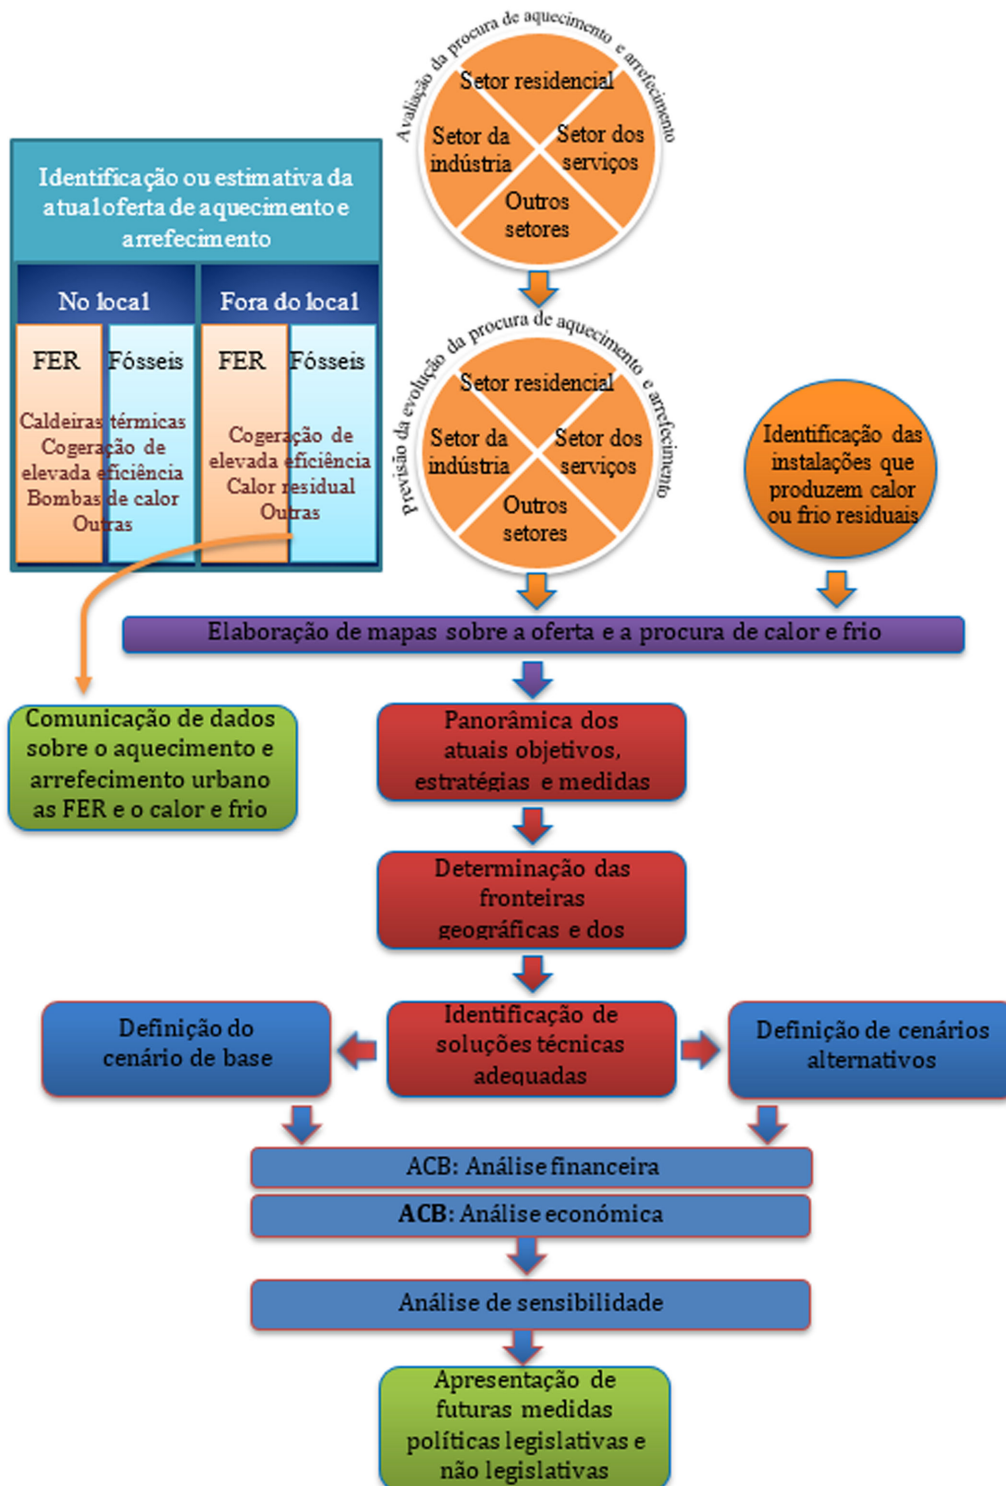 Avaliação da procura de aquecimento e arrefecimento
Setor residencial
Setor da
indústria
Setor dos
serviços
Outros
setores
Identificação ou estimativa da
atual oferta de aquecimento e
arrefecimento
No local
Fora do local
FER
Fósseis
FER
Fósseis
Caldeiras térmicas
Cogeração de
elevada eficiência
Bombas de calor
Outras
Cogeração de
elevada eficiência
Calor residual
Outras
Previsão da evolução da procura de aquecimento e arrefecimento
Setor residencial
Setor da
indústria
Setor dos
serviços
Outros
setores
Identificação das
instalações que
produzem calor
ou frio residuais
Elaboração de mapas sobre a oferta e a procura de calor e frio
Comunicação de dados
sobre o aquecimento e
arrefecimento urbano
as FER e o calor e frio
Panorâmica dos
atuais objetivos,
estratégias e medidas
Determinação das
fronteiras
geográficas e dos
Definição do
cenário de base
Identificação de
soluções técnicas
adequadas
Definição de cenários
alternativos
ACB: Análise financeira
ACB: Análise económica
Análise de sensibilidade
Apresentação de
futuras medidas
políticas legislativas e
não legislativas